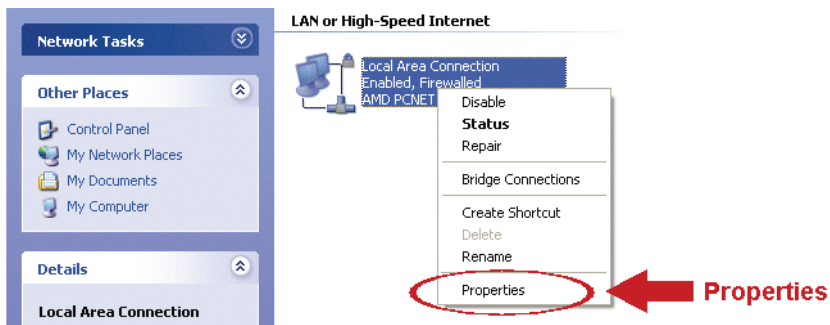 Network Tasks
Other Places
Control Panel
My Network Places
My Documents
My Computer
Details
Local Area Connection
LAN or High-Speed Internet
Local Area Connection
Enabled, Firewalled
AMD PCNET
Disable
Status
Repair
Bridge Connections
Create Shortcut
Delete
Rename
Properties
Properties